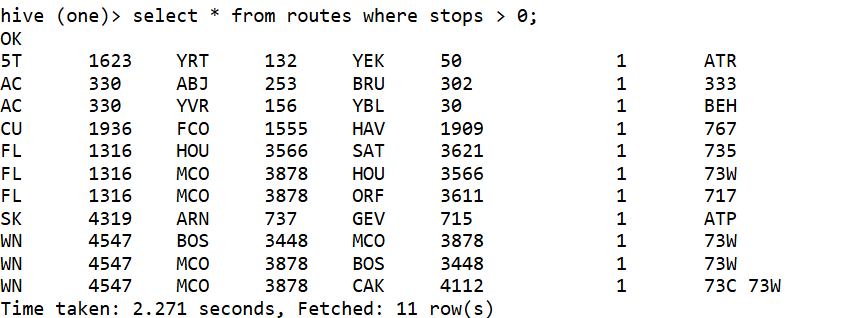 hive (one)> select * from routes where stops > 0;
OK
5T 1623 YRT 132 YEK 50 1 ATR
AC 330 ABJ 253 BRU 302 1 333
AC 330 YVR 156 YBL 30 1 BEH
CU 1936 FCO 1555 HAV 1909 1 767
FL 1316 HOU 3566 SAT 3621 1 735
FL 1316 MCO 3878 HOU 3566 1 73W
FL 1316 MCO 3878 ORF 3611 1 717
SK 4319 ARN 737 GEV 715 1 ATP
WN 4547 BOS 3448 MCO 3878 1 73W
WN 4547 MCO 3878 BOS 3448 1 73W
WN 4547 MCO 3878 CAK 4112 1 73C 73W
Time taken: 2.271 seconds, Fetched: 11 row(s)